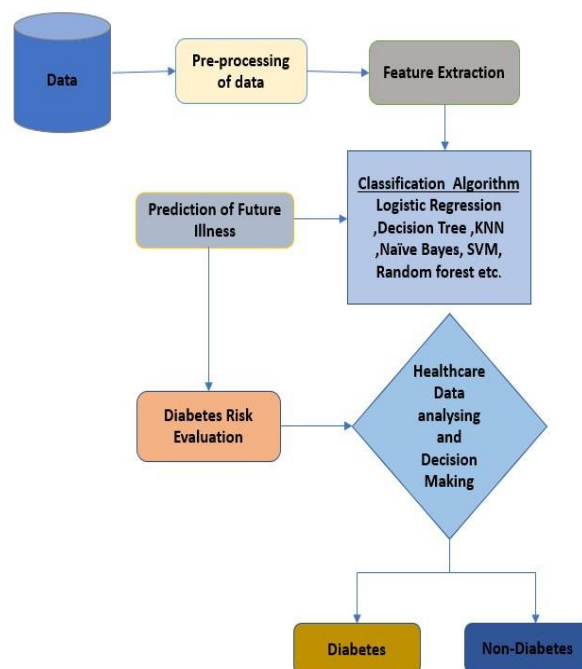 Data
Pre-processing
of data
Feature Extraction
Classification Algorithm
Logistic Regression
,Decision Tree ,KNN
,Naïve Bayes, SVM,
Random forest etc.
Prediction of Future
Illness
Diabetes Risk
Evaluation
Healthcare
Data
analysing
and
Decision
Making
Diabetes
Non-Diabetes